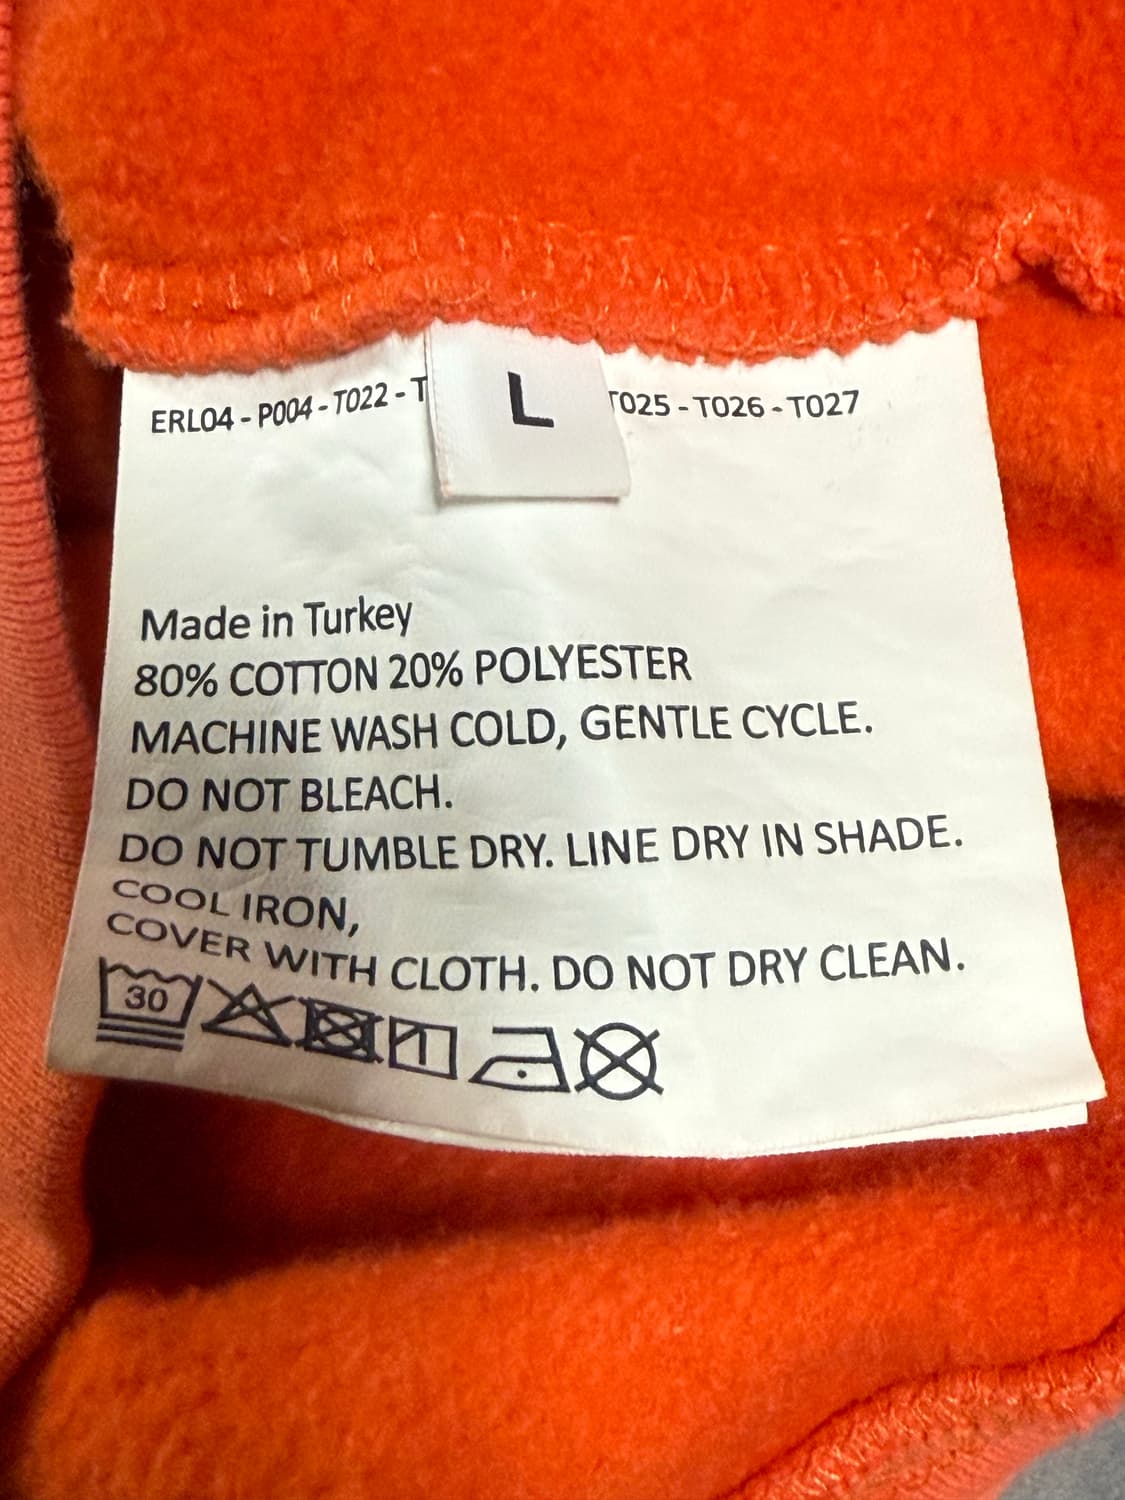 ERL04 - P004 - T022 - T
L
T025 - T026 - T027
Made in Turkey
80% COTTON 20% POLYESTER
MACHINE WASH COLD, GENTLE CYCLE.
DO NOT BLEACH.
DO NOT TUMBLE DRY. LINE DRY IN SHADE.
COOL IRON,
COVER WITH CLOTH. DO NOT DRY CLEAN.
30